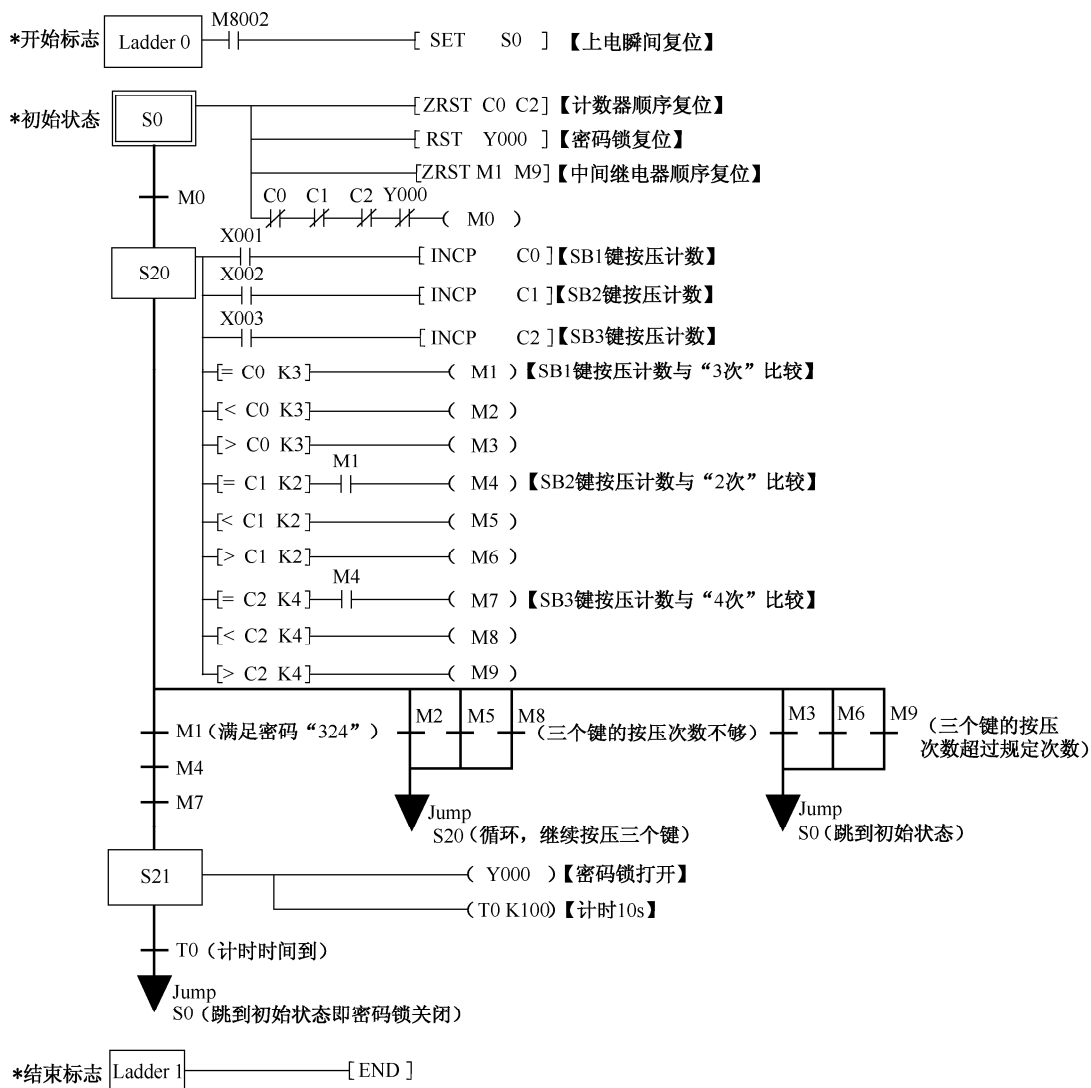 M8002
*开始标志 Ladder 0 [ SET S0 ]【上电瞬间复位】
*初始状态 S0 [ZRST C0 C2]【计数器顺序复位】
[ RST Y000 ]【密码锁复位】
[ZRST M1 M9]【中间继电器顺序复位】
M0
C0 C1 C2 Y000
( M0 )
X001
S20 [ INCP C0 ]【SB1键按压计数】
X002
[ INCP C1 ]【SB2键按压计数】
X003
[ INCP C2 ]【SB3键按压计数】
[= C0 K3] ( M1 )【SB1键按压计数与“3次”比较】
[< C0 K3] ( M2 )
[> C0 K3] ( M3 )
M1
[= C1 K2] ( M4 )【SB2键按压计数与“2次”比较】
[< C1 K2] ( M5 )
[> C1 K2] ( M6 )
M4
[= C2 K4] ( M7 )【SB3键按压计数与“4次”比较】
[< C2 K4] ( M8 )
[> C2 K4] ( M9 )
M1(满足密码“324”) M2 M5 M8 (三个键的按压次数不够) M3 M6 M9 (三个键的按压
次数超过规定次数)
M4
M7
Jump
S20(循环，继续按压三个键)
Jump
S0(跳到初始状态)
S21 ( Y000 )【密码锁打开】
(T0 K100)【计时10s】
T0(计时时间到)
Jump
S0(跳到初始状态即密码锁关闭)
*结束标志 Ladder 1 [ END ]